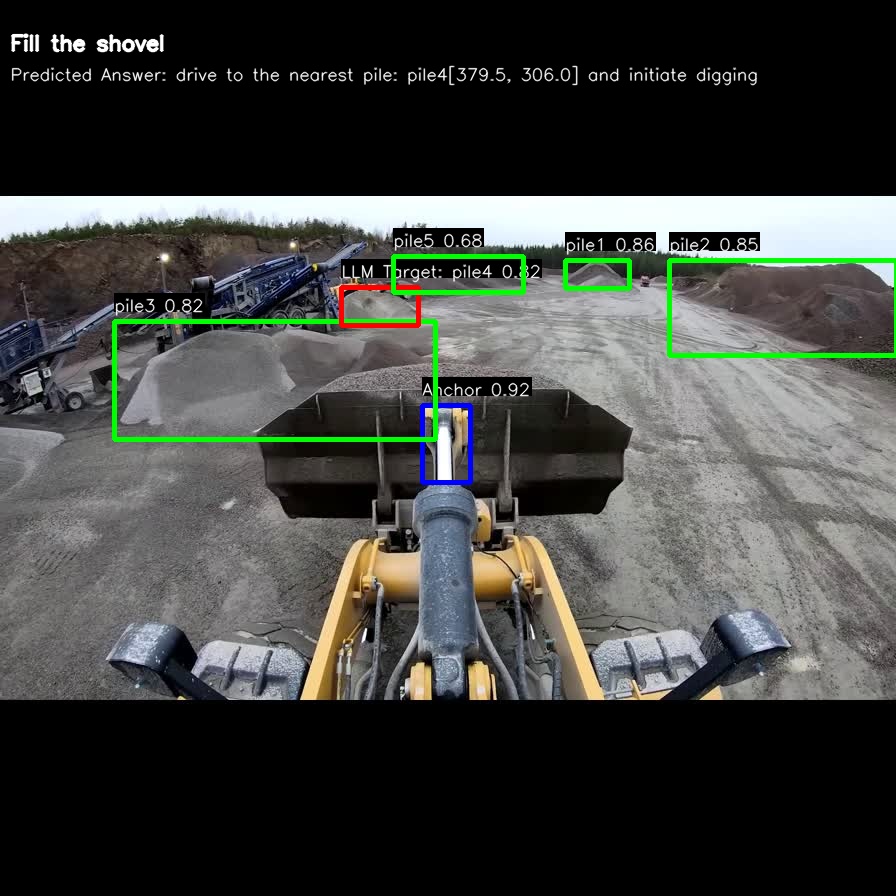 Fill the shovel
Predicted Answer: drive to the nearest pile: pile4[379.5, 306.0] and initiate digging
pile5 0.68
pile1 0.86
pile2 0.85
LLM Target: pile4 0.82
pile3 0.82
Anchor 0.92